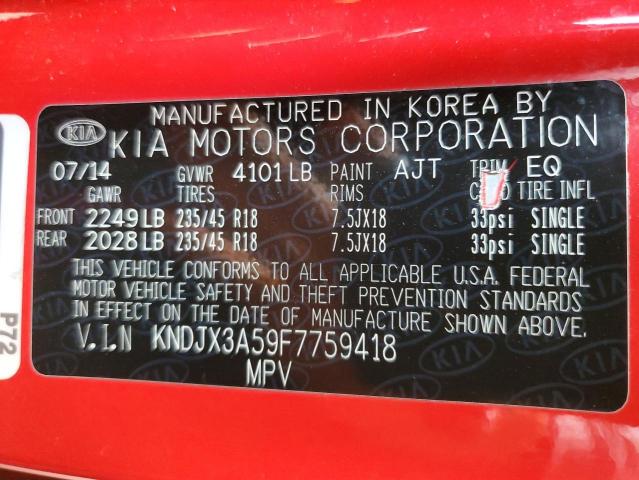 MANUFACTURED IN KOREA BY
KIA KIA MOTORS CORPORATION
07/14 GVWR 4101 LB PAINT AJT TRIM EQ
GAWR TIRES RIMS TIRE INFL
FRONT 2249 LB 235/45 R18 7.5JX18 33psi SINGLE
REAR 2028 LB 235/45 R18 7.5JX18 33psi SINGLE
THIS VEHICLE CONFORMS TO ALL APPLICABLE U.S.A. FEDERAL
MOTOR VEHICLE SAFETY AND THEFT PREVENTION STANDARDS
IN EFFECT ON THE DATE OF MANUFACTURE SHOWN ABOVE.
V.I.N KNDJX3A59F7759418
MPV
P72